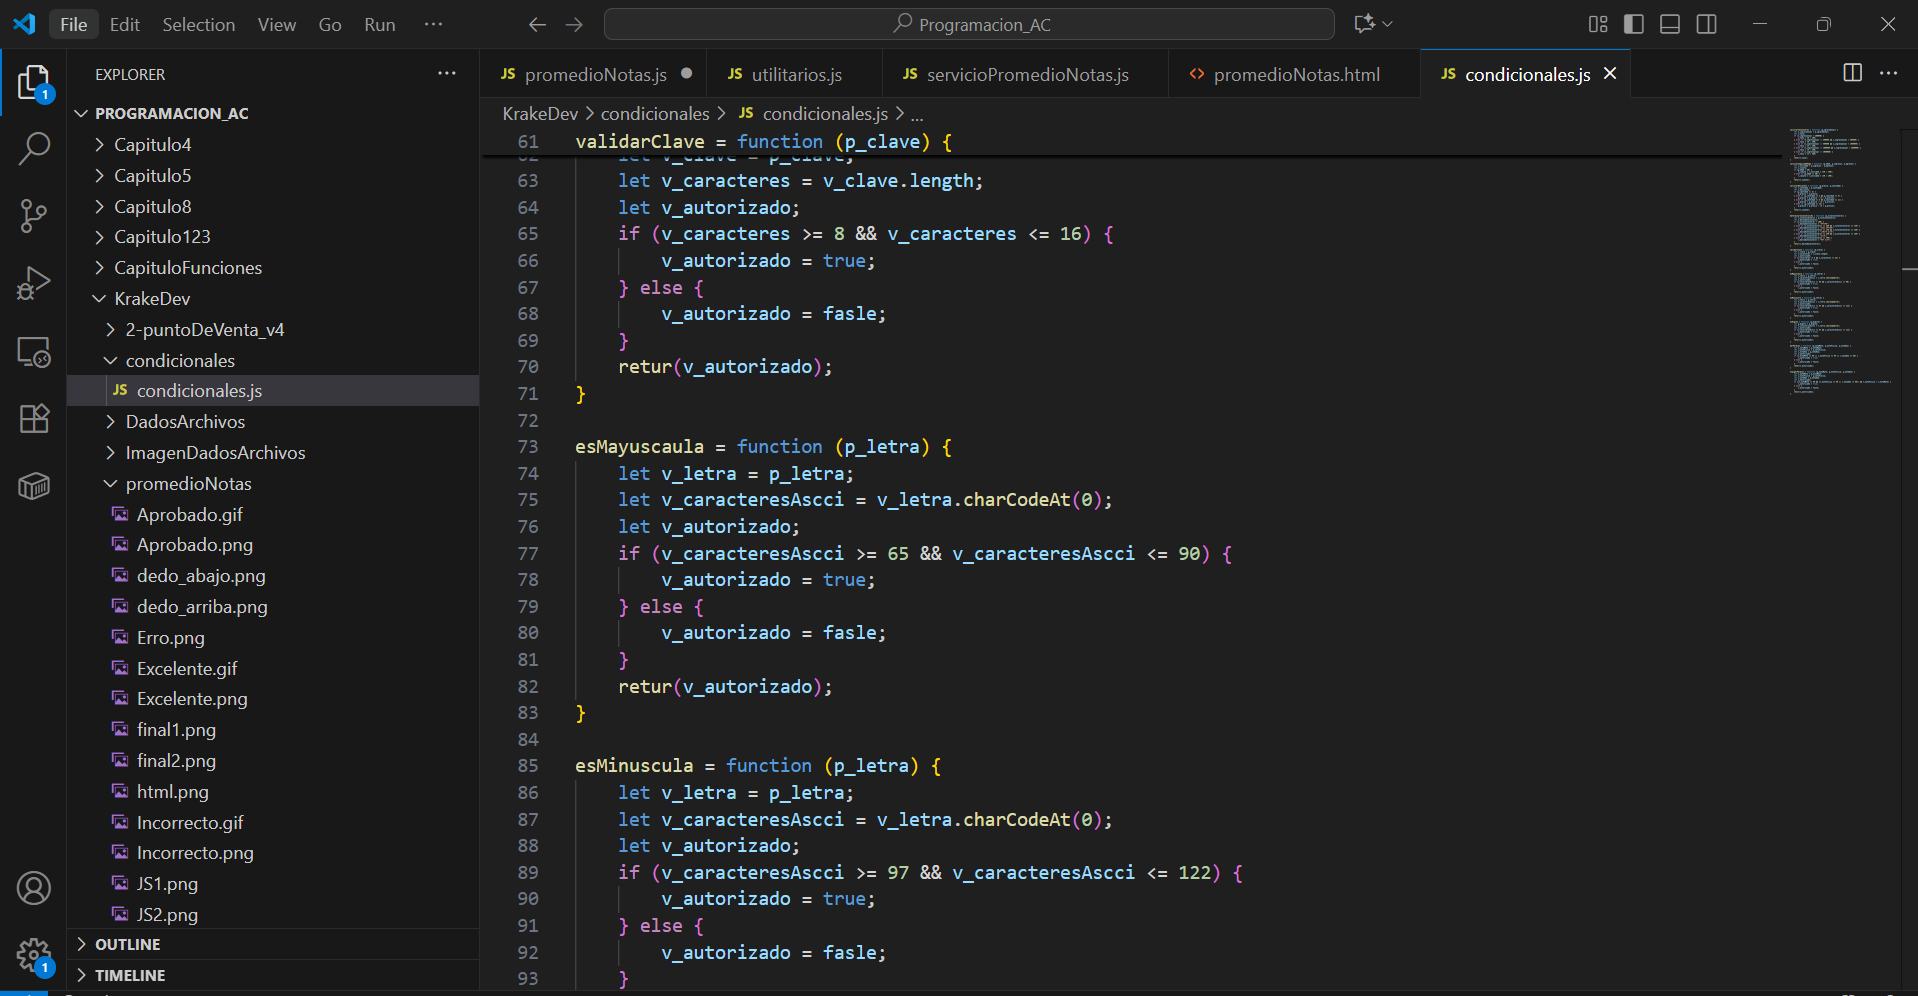 File Edit Selection View Go Run ··· Programacion_AC
EXPLORER ···
PROGRAMACION_AC
Capitulo4
Capitulo5
Capitulo8
Capitulo123
CapituloFunciones
KrakeDev
2-puntoDeVenta_v4
condicionales
JS condicionales.js
DadosArchivos
ImagenDadosArchivos
promedioNotas
Aprobado.gif
Aprobado.png
dedo_abajo.png
dedo_arriba.png
Erro.png
Excelente.gif
Excelente.png
final1.png
final2.png
html.png
Incorrecto.gif
Incorrecto.png
JS1.png
JS2.png
OUTLINE
TIMELINE
1
1
JS promedioNotas.js JS utilitarios.js JS servicioPromedioNotas.js <> promedioNotas.html JS condicionales.js
KrakeDev > condicionales > JS condicionales.js > ...
61 validarClave = function (p_clave) {
62 let v_clave = p_clave;
63 let v_caracteres = v_clave.length;
64 let v_autorizado;
65 if (v_caracteres >= 8 && v_caracteres <= 16) {
66 v_autorizado = true;
67 } else {
68 v_autorizado = fasle;
69 }
70 retur(v_autorizado);
71 }
72
73 esMayuscaula = function (p_letra) {
74 let v_letra = p_letra;
75 let v_caracteresAscci = v_letra.charCodeAt(0);
76 let v_autorizado;
77 if (v_caracteresAscci >= 65 && v_caracteresAscci <= 90) {
78 v_autorizado = true;
79 } else {
80 v_autorizado = fasle;
81 }
82 retur(v_autorizado);
83 }
84
85 esMinuscula = function (p_letra) {
86 let v_letra = p_letra;
87 let v_caracteresAscci = v_letra.charCodeAt(0);
88 let v_autorizado;
89 if (v_caracteresAscci >= 97 && v_caracteresAscci <= 122) {
90 v_autorizado = true;
91 } else {
92 v_autorizado = fasle;
93 }